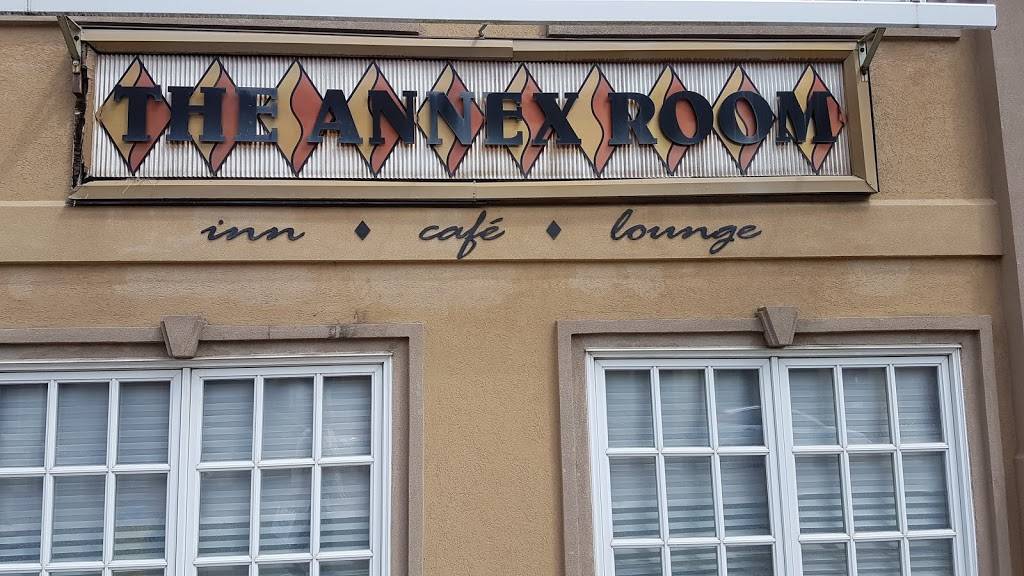 THE ANNEX ROOM
inn ♦ café ♦ lounge